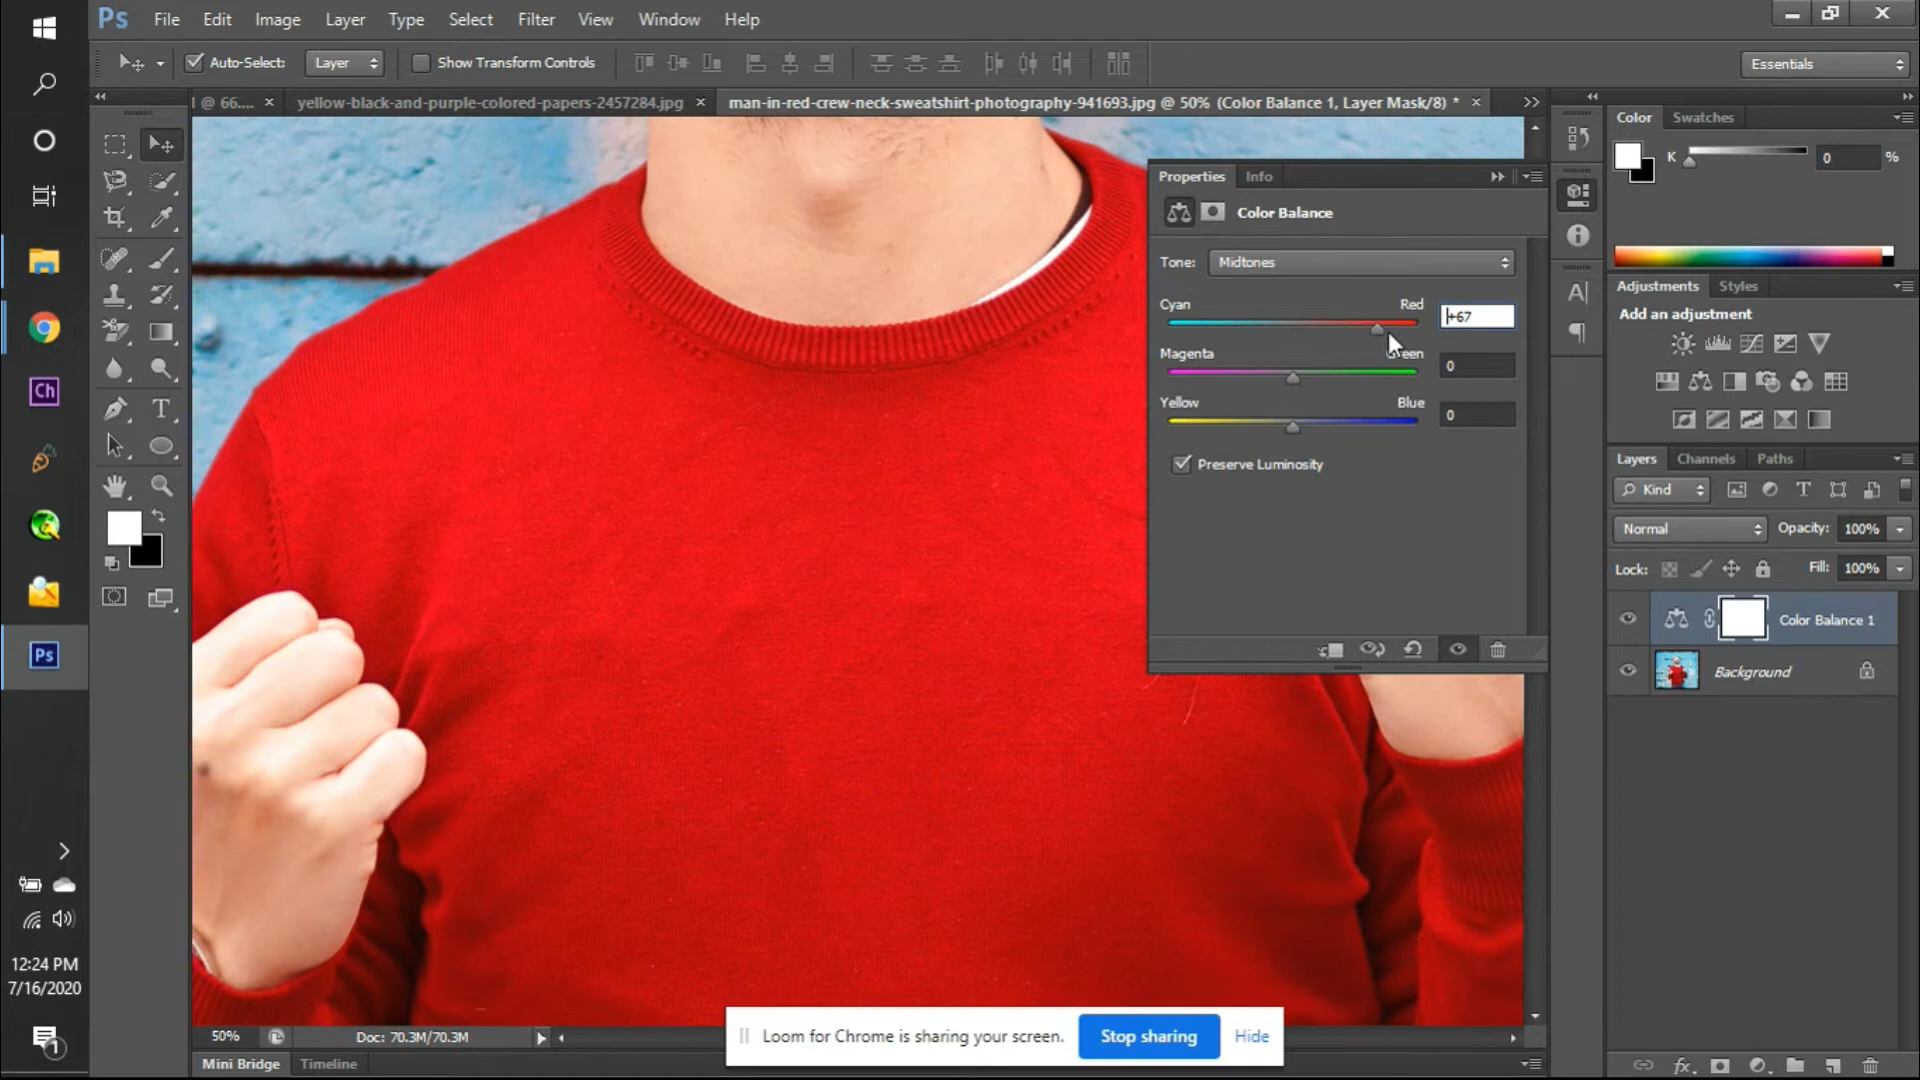 Ps File Edit Image Layer Type Select Filter View Window Help
Auto-Select: Layer Show Transform Controls Essentials
@ 66.... × yellow-black-and-purple-colored-papers-2457284.jpg × man-in-red-crew-neck-sweatshirt-photography-941693.jpg @ 50% (Color Balance 1, Layer Mask/8) * ×
Color Swatches
K 0 %
Properties Info
Color Balance
Tone: Midtones
Cyan Red +67
Magenta 0
Yellow Blue 0
Preserve Luminosity
Adjustments Styles
Add an adjustment
Layers Channels Paths
Kind
Normal Opacity: 100%
Lock: Fill: 100%
Color Balance 1
Background
Ch
Ps
12:24 PM
7/16/2020
1
50% Doc: 70.3M/70.3M
Loom for Chrome is sharing your screen. Stop sharing Hide
Mini Bridge Timeline